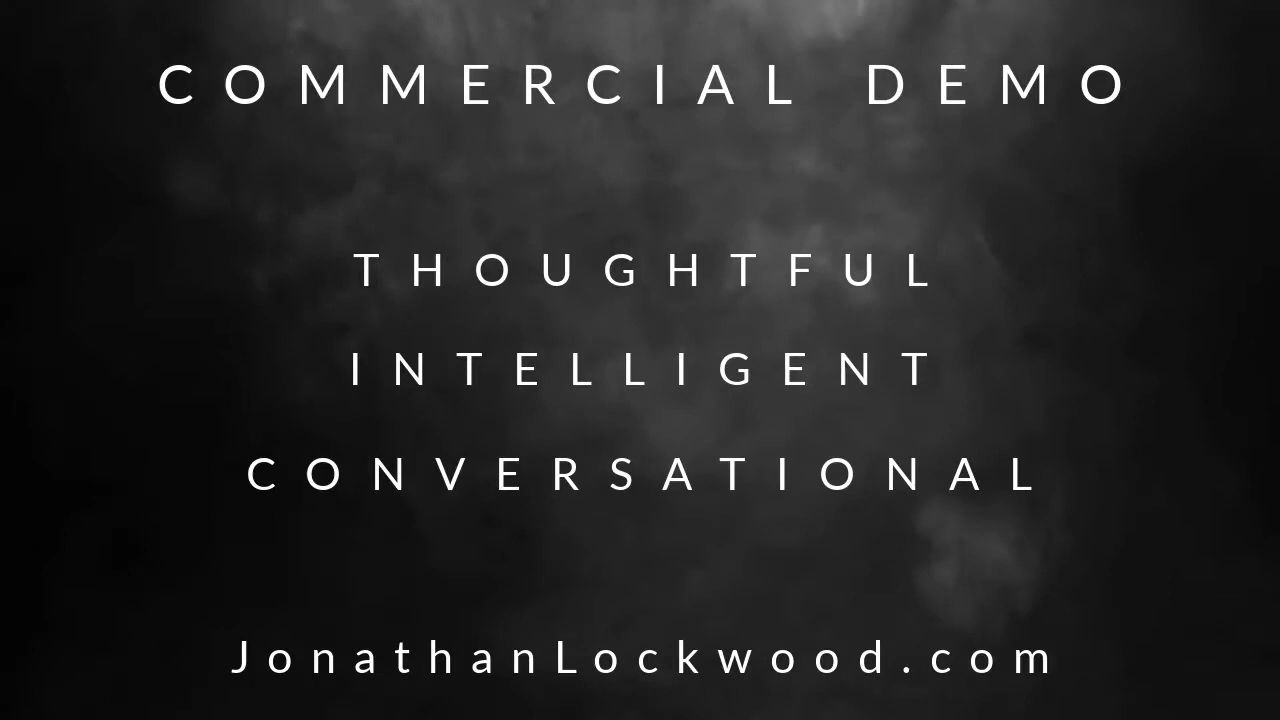 COMMERCIAL DEMO
THOUGHTFUL
INTELLIGENT
CONVERSATIONAL
JonathanLockwood.com